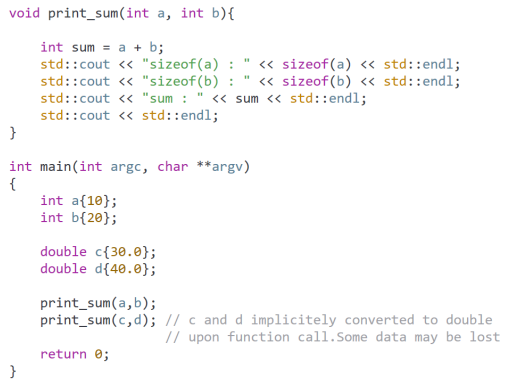 void print_sum(int a, int b){
    int sum = a + b;
    std::cout << "sizeof(a) : " << sizeof(a) << std::endl;
    std::cout << "sizeof(b) : " << sizeof(b) << std::endl;
    std::cout << "sum : " << sum << std::endl;
    std::cout << std::endl;
}
int main(int argc, char **argv)
{
    int a{10};
    int b{20};
    double c{30.0};
    double d{40.0};
    print_sum(a,b);
    print_sum(c,d); // c and d implicitely converted to double
                    // upon function call.Some data may be lost
    return 0;
}